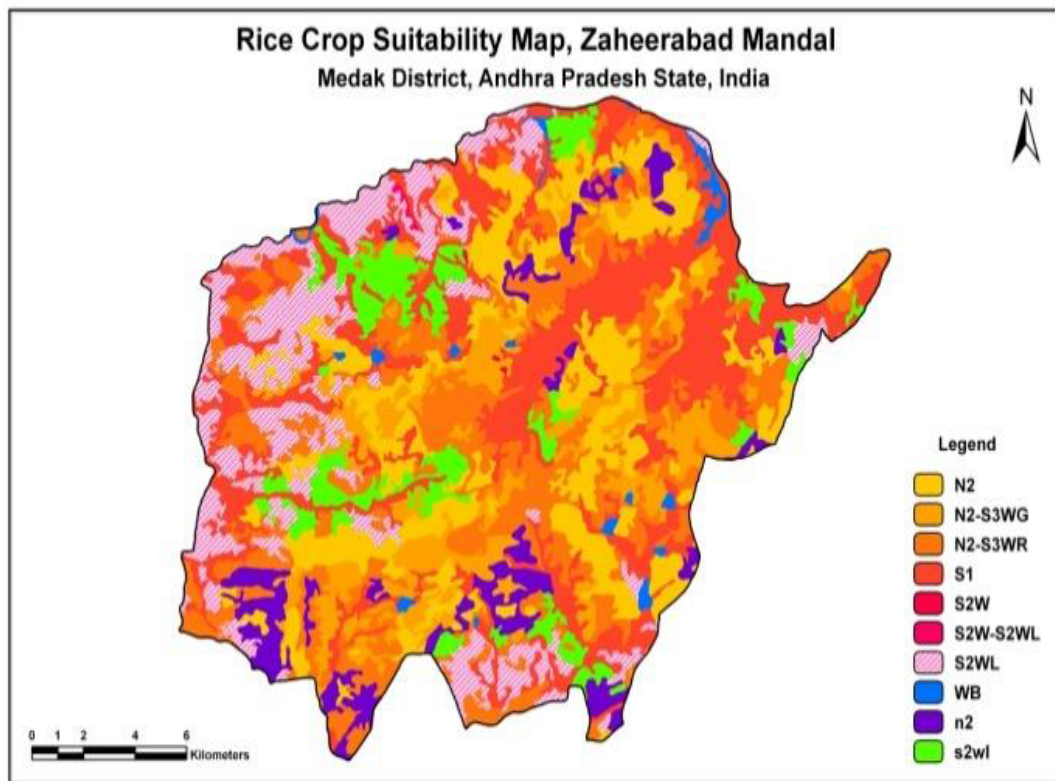 Rice Crop Suitability Map, Zaheerabad Mandal
Medak District, Andhra Pradesh State, India
N
Legend
N2
N2-S3WG
N2-S3WR
S1
S2W
S2W-S2WL
S2WL
WB
n2
s2wl
0 1 2 4 6
Kilometers